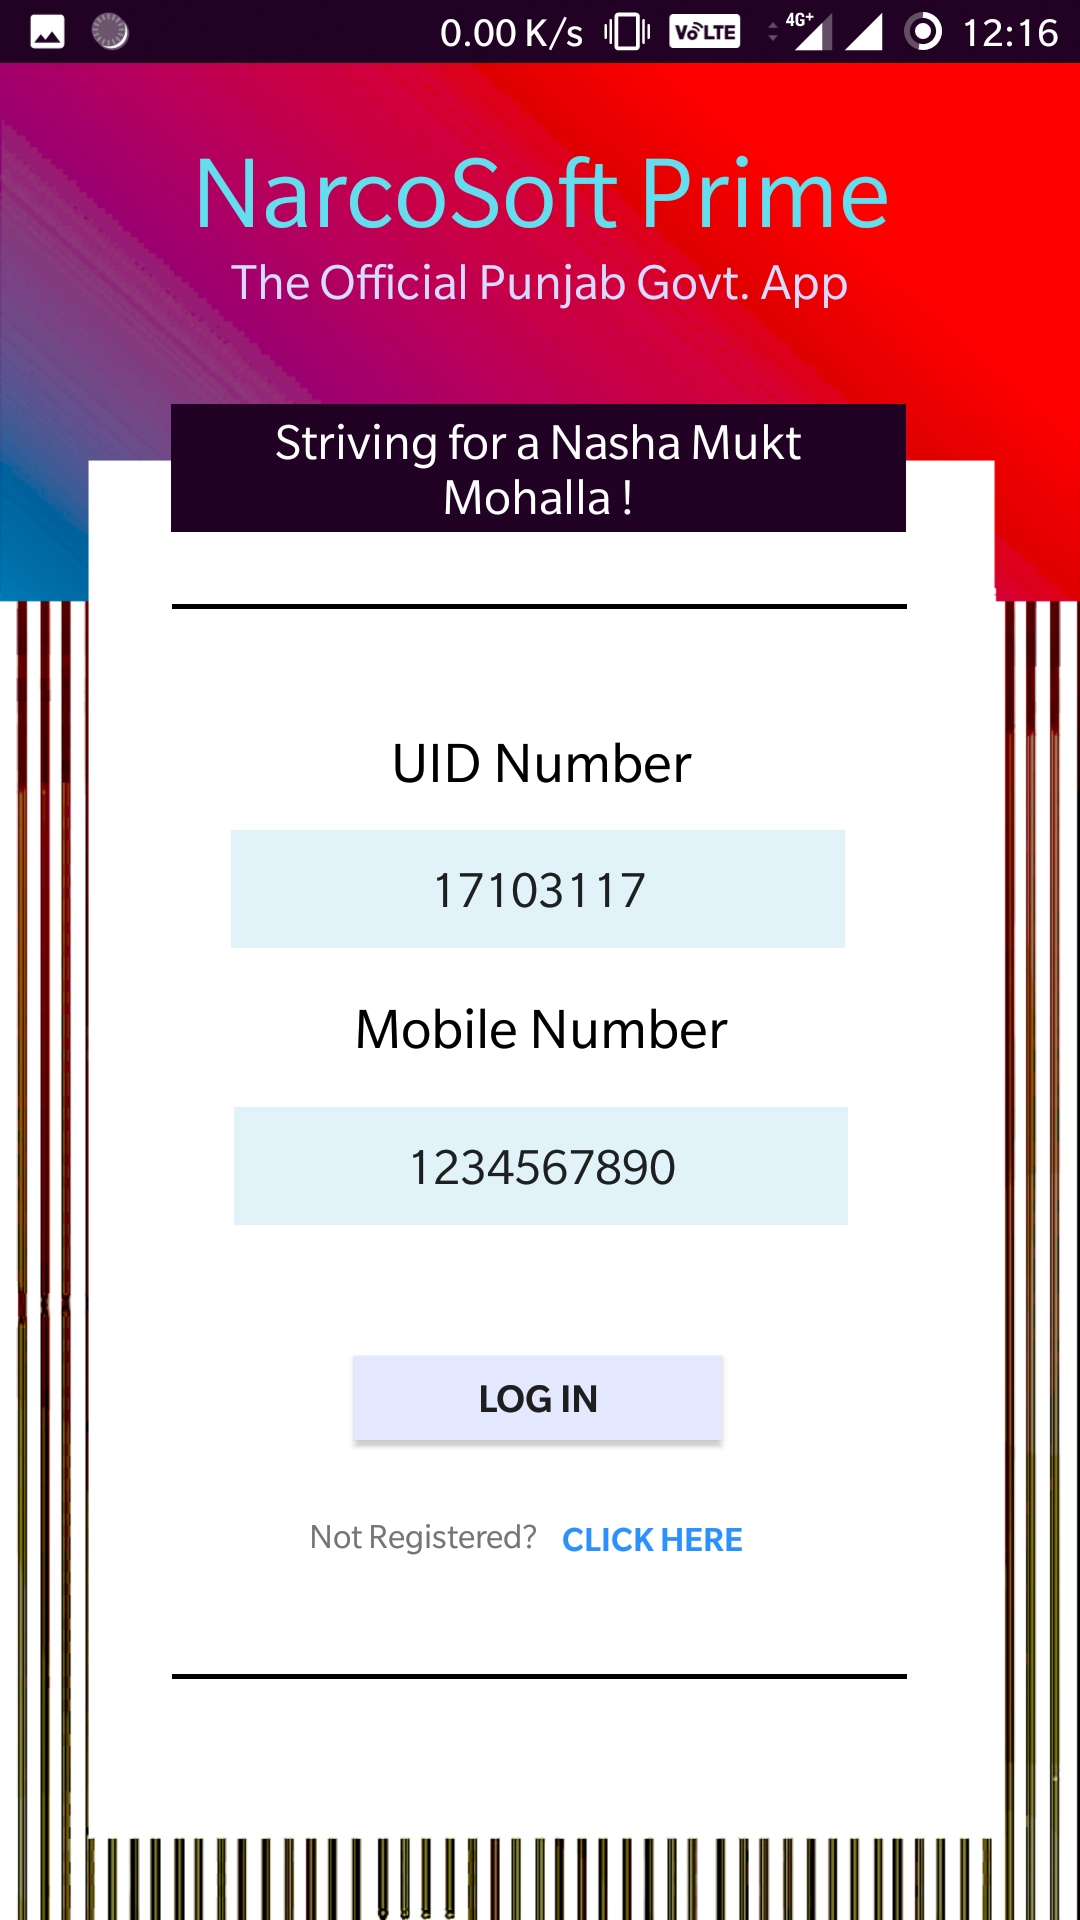 0.00 K/s VoLTE 4G+ 12:16
NarcoSoft Prime
The Official Punjab Govt. App
Striving for a Nasha Mukt
Mohalla !
UID Number
17103117
Mobile Number
1234567890
LOG IN
Not Registered? CLICK HERE